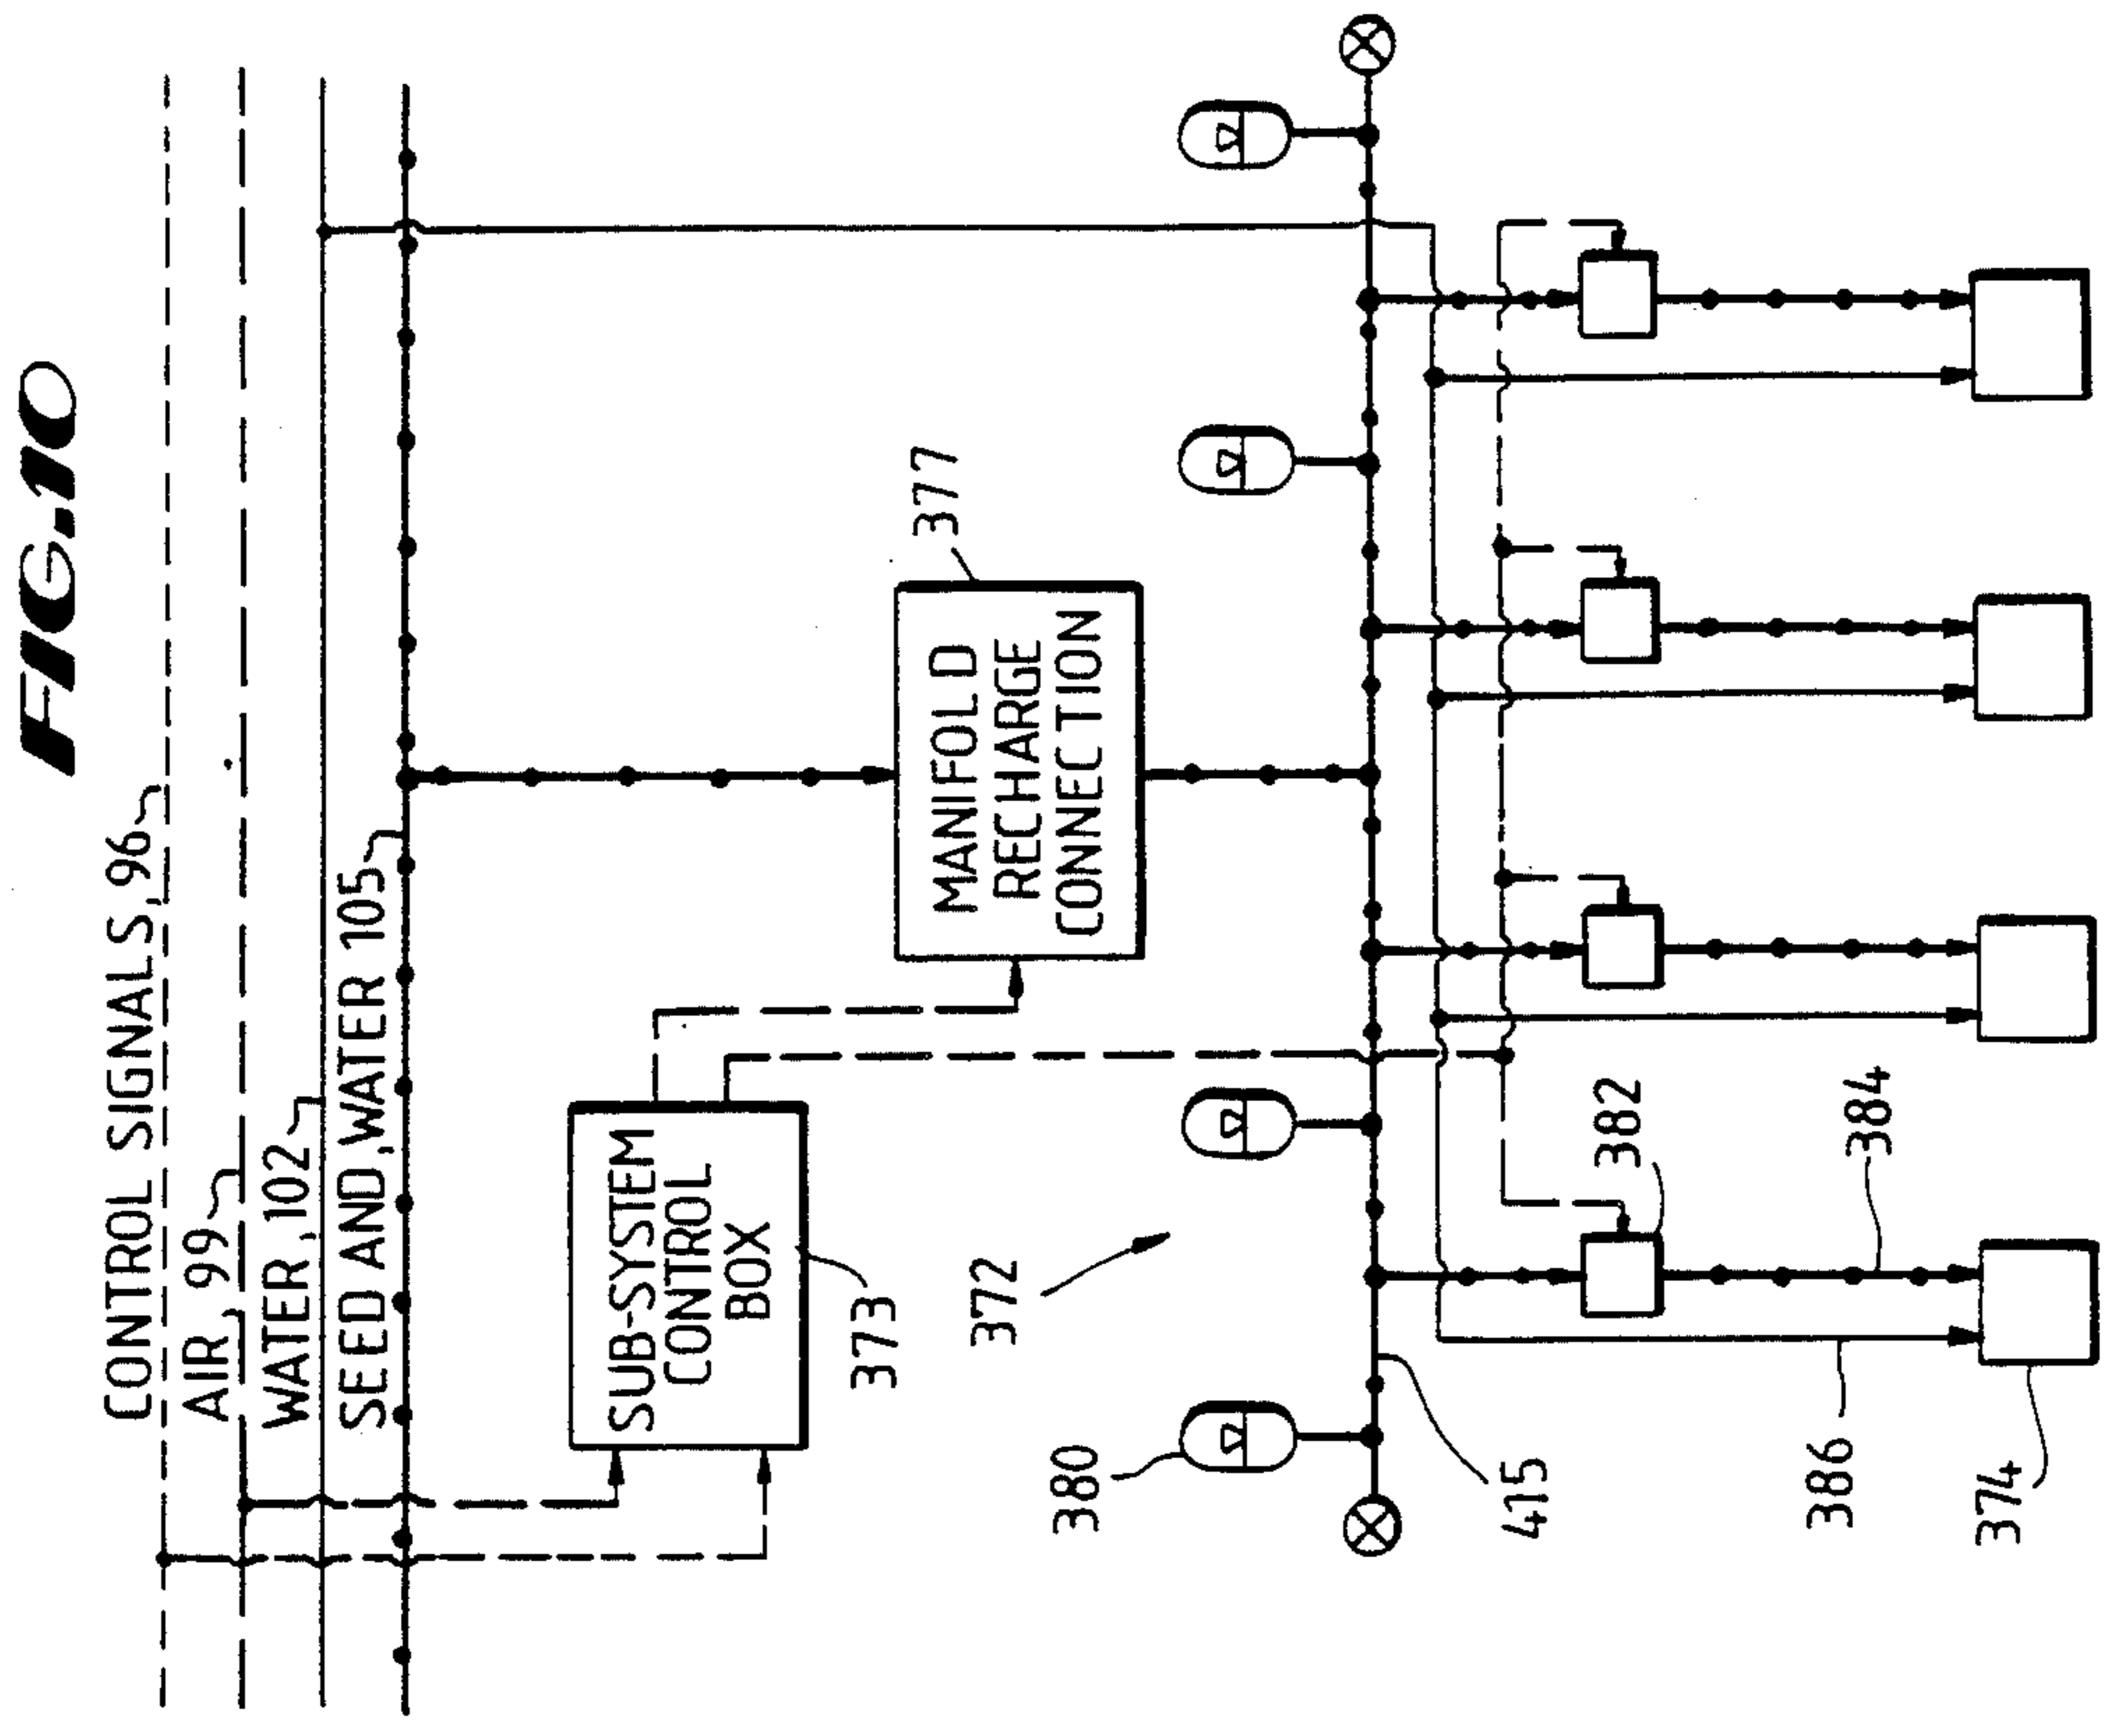 FIG.10
CONTROL SIGNALS,96
AIR,99
WATER,102
SEED AND,WATER 105
SUB-SYSTEM
CONTROL
BOX
373
MANIFOLD
RECHARGE
CONNECTION
377
372
380
415
382
384
386
374